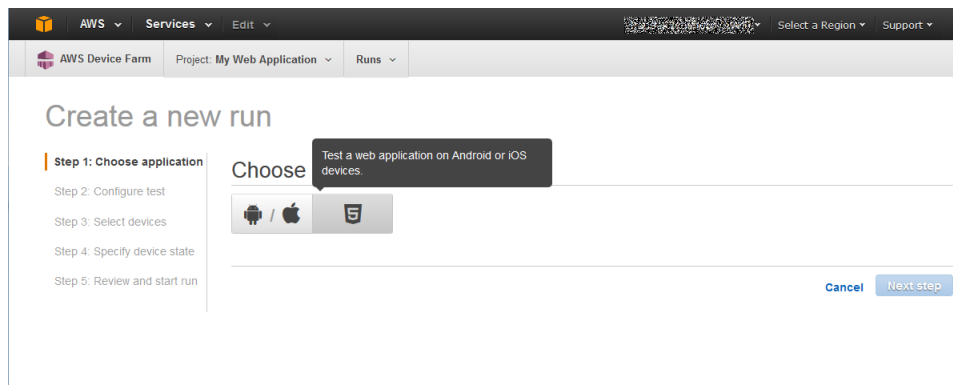 AWS Services Edit Select a Region Support
AWS Device Farm Project: My Web Application Runs
Create a new run
Step 1: Choose application
Step 2: Configure test
Step 3: Select devices
Step 4: Specify device state
Step 5: Review and start run
Test a web application on Android or iOS
devices.
Choose
/
Cancel Next step